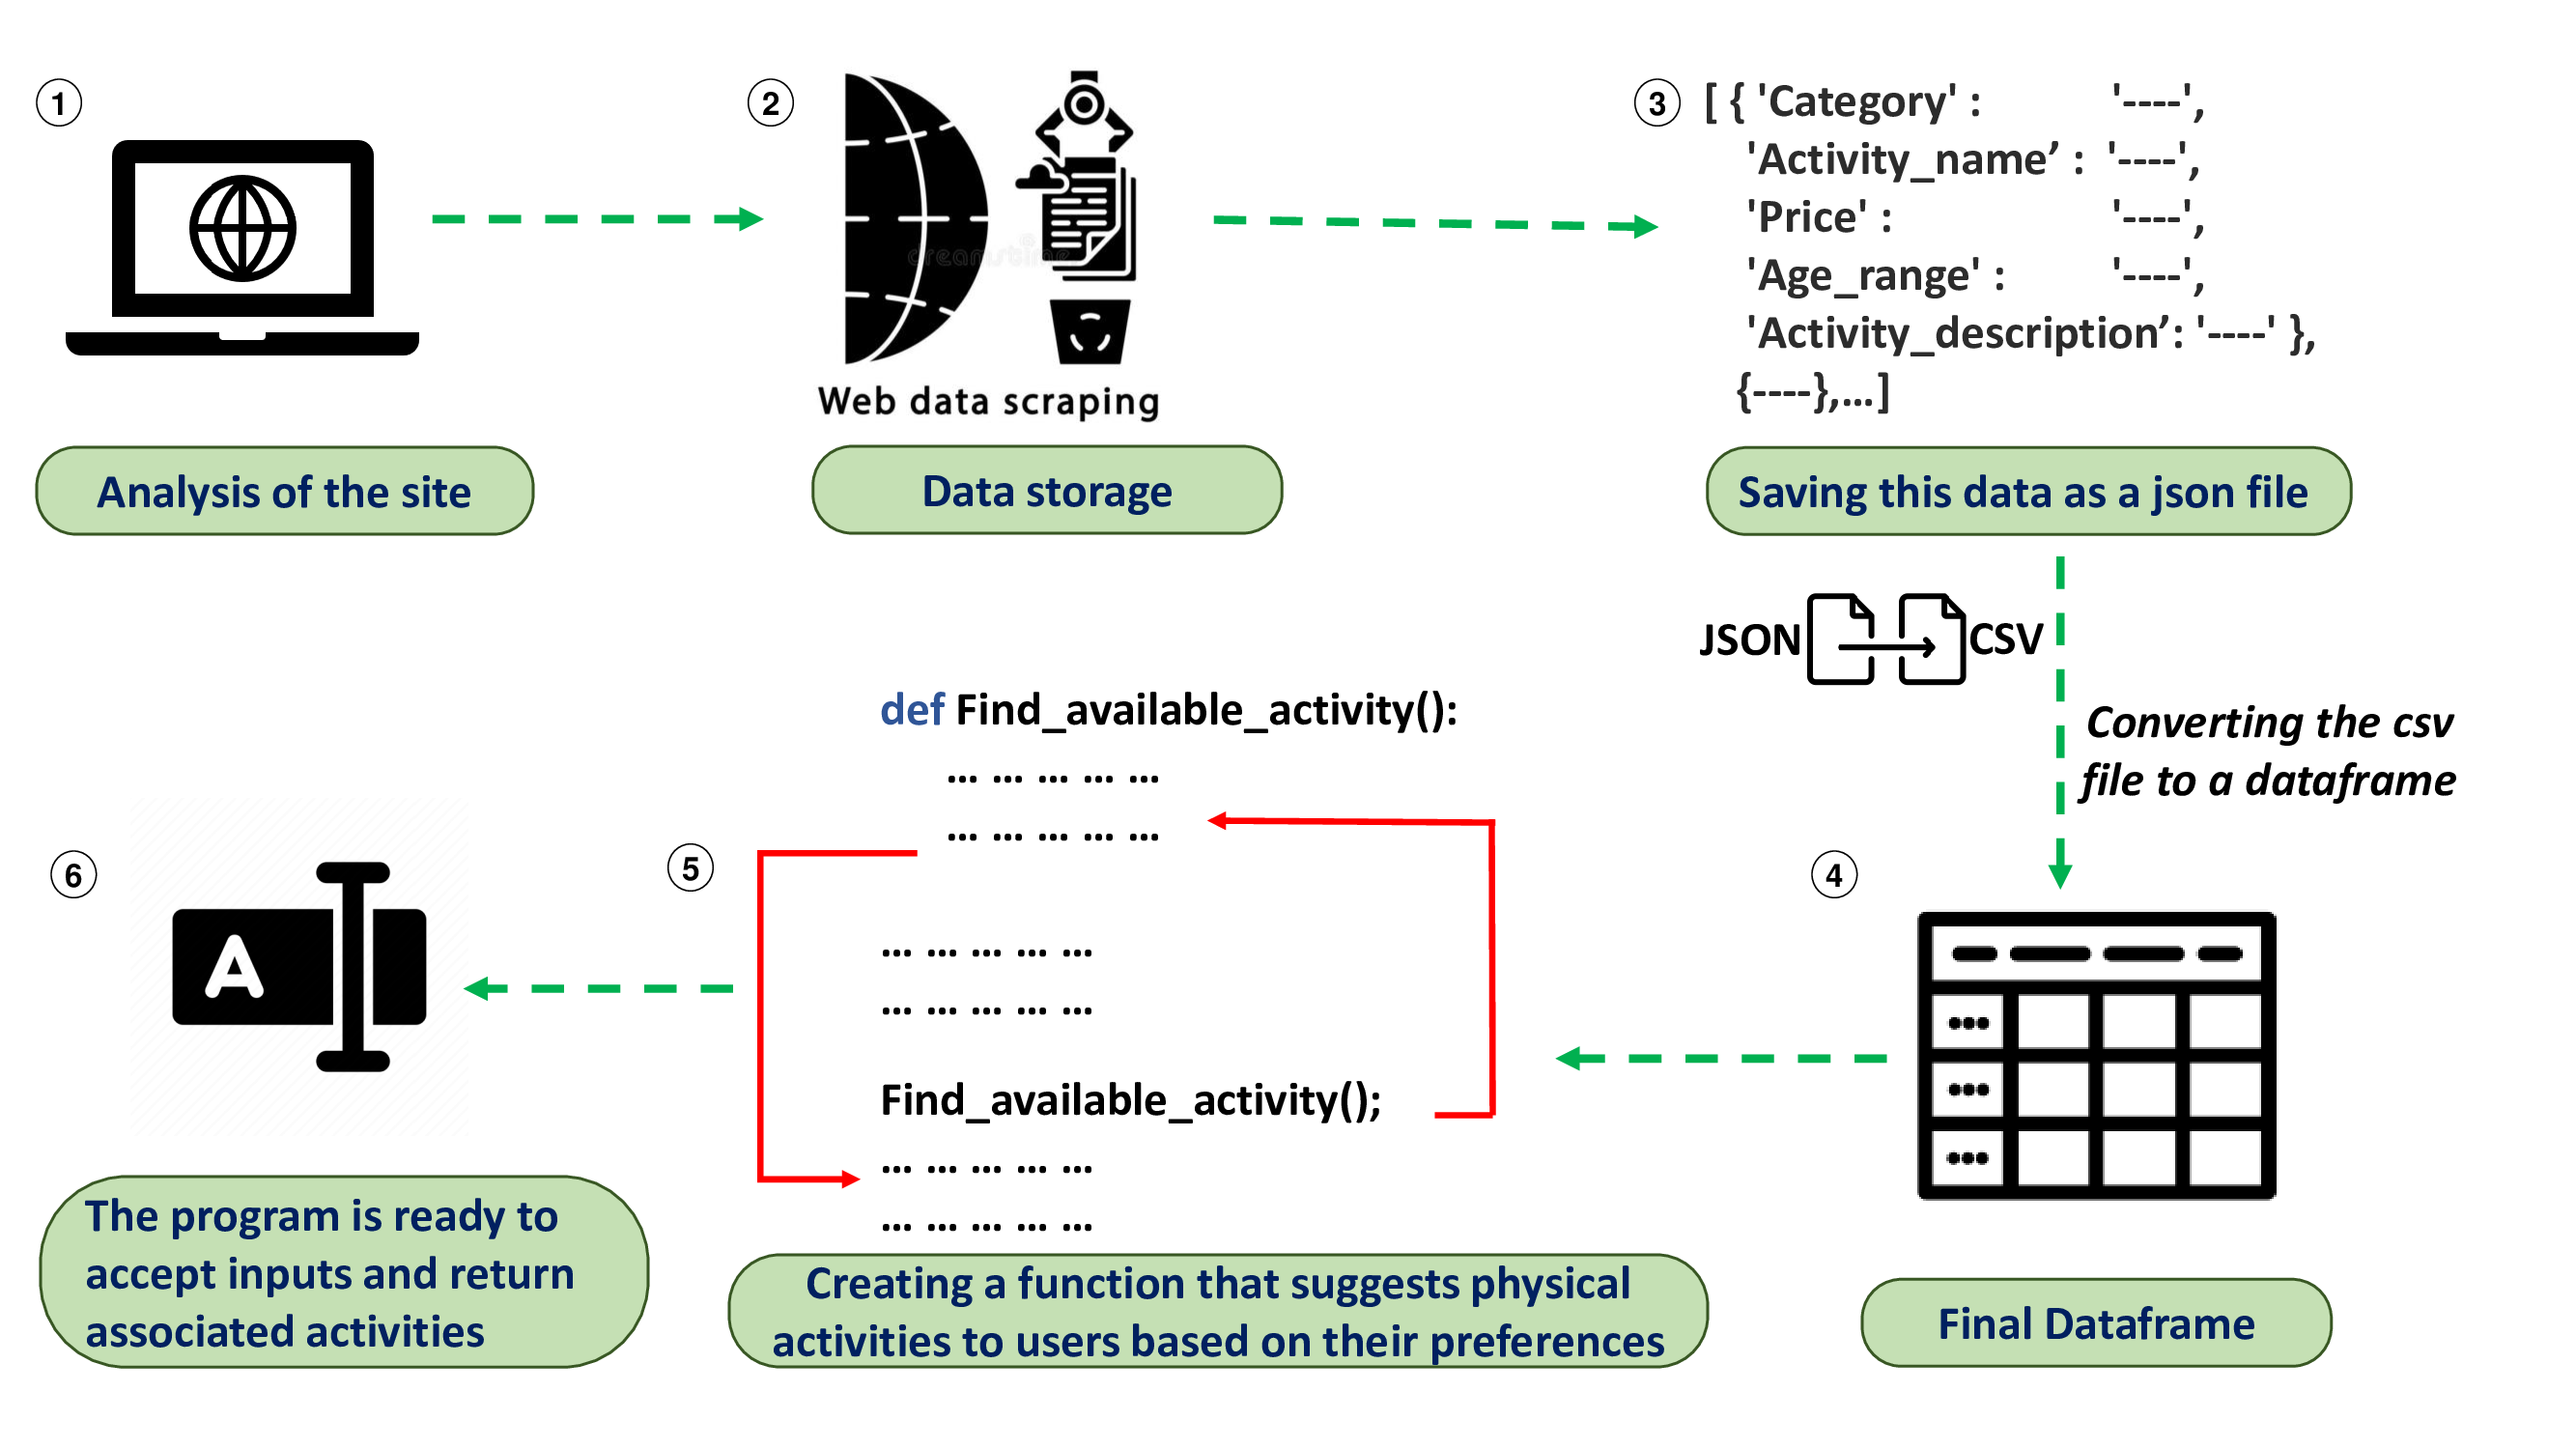 1
2
dreamstime
Web data scraping
3
[ { 'Category' : '----',
'Activity_name’ : '----',
'Price' : '----',
'Age_range' : '----',
'Activity_description’: '----' },
{----},...]
Analysis of the site
Data storage
Saving this data as a json file
JSON
CSV
Converting the csv
file to a dataframe
4
Final Dataframe
5
def Find_available_activity():
... ... ... ... ...
... ... ... ... ...
... ... ... ... ...
... ... ... ... ...
Find_available_activity();
... ... ... ... ...
... ... ... ... ...
Creating a function that suggests physical
activities to users based on their preferences
6
A
The program is ready to
accept inputs and return
associated activities